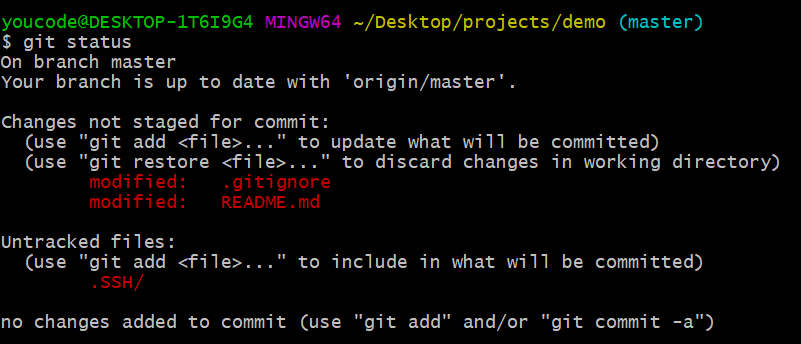 youcode@DESKTOP-1T6I9G4 MINGW64 ~/Desktop/projects/demo (master)
$ git status
On branch master
Your branch is up to date with 'origin/master'.

Changes not staged for commit:
  (use "git add <file>..." to update what will be committed)
  (use "git restore <file>..." to discard changes in working directory)
        modified:   .gitignore
        modified:   README.md

Untracked files:
  (use "git add <file>..." to include in what will be committed)
        .SSH/

no changes added to commit (use "git add" and/or "git commit -a")